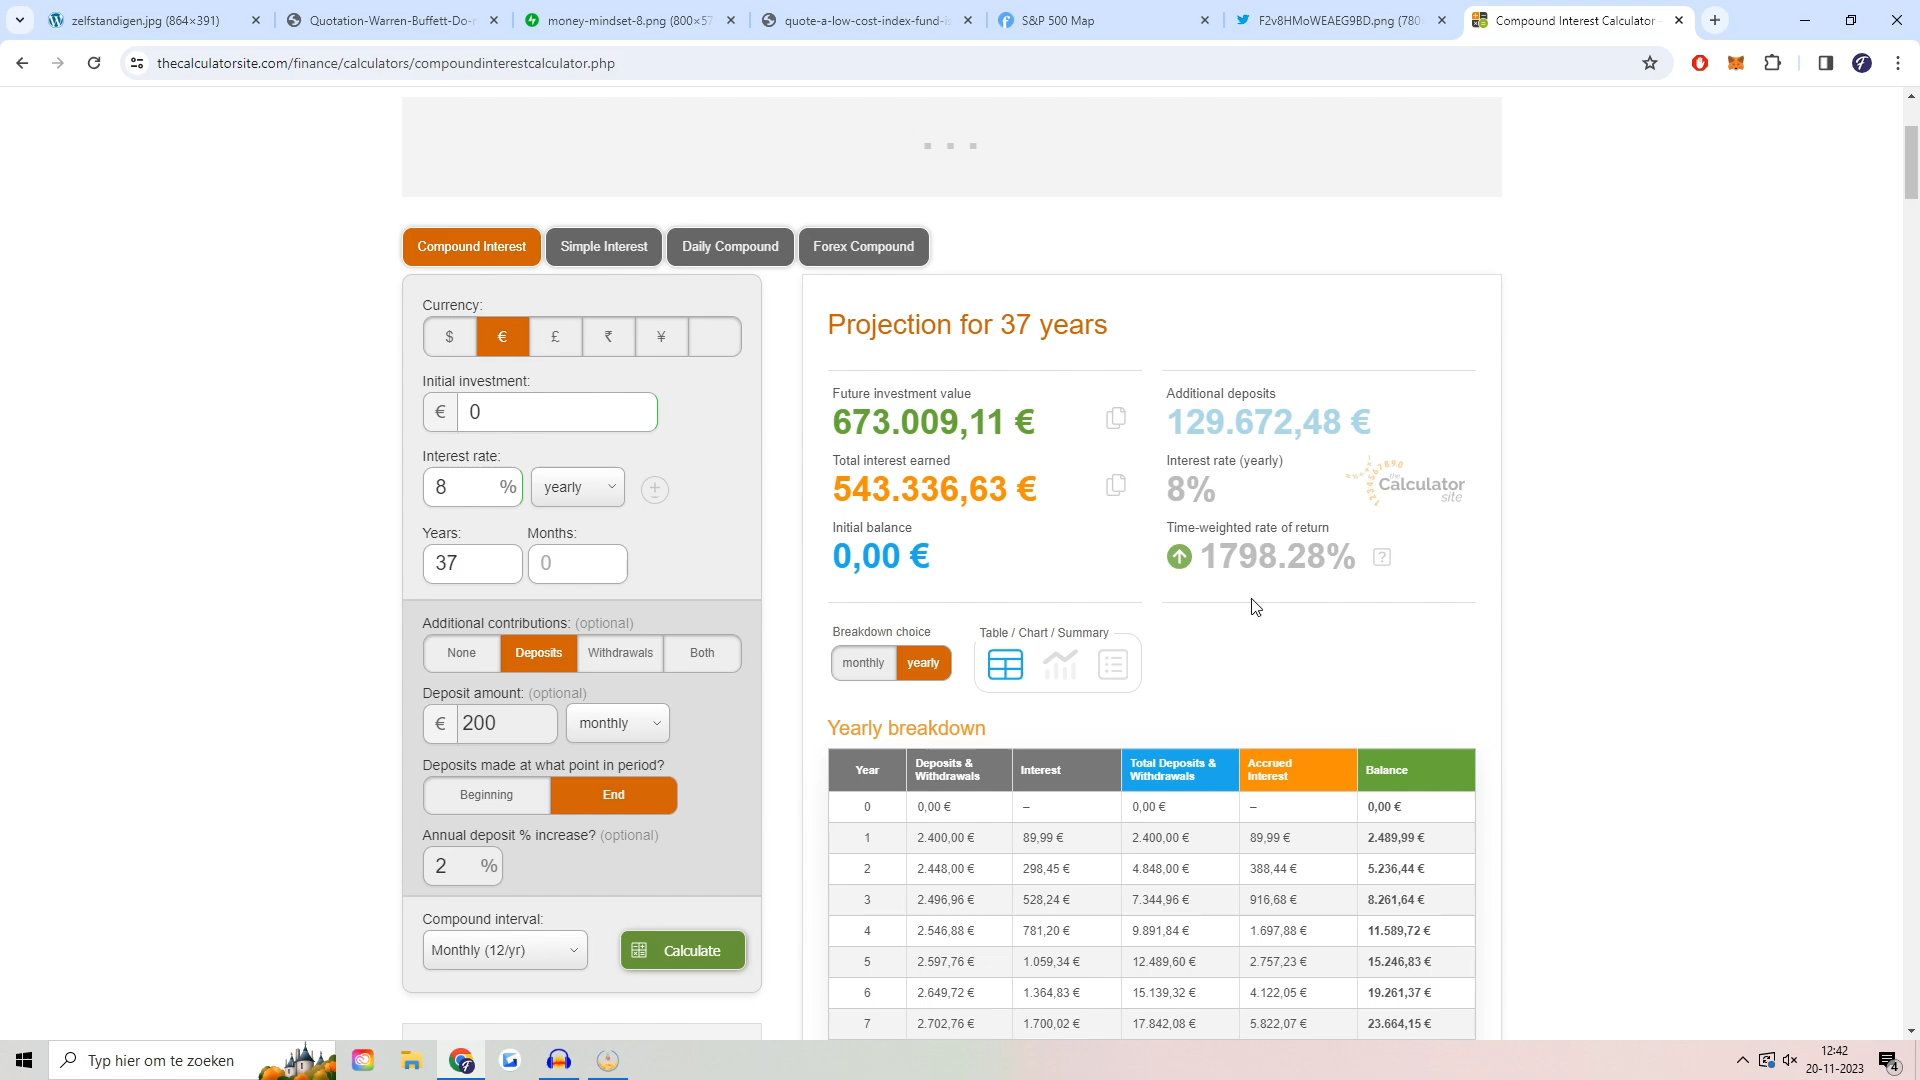 zelfstandigen.jpg (864×391)
Quotation-Warren-Buffett-Do-n
money-mindset-8.png (800×57
quote-a-low-cost-index-fund-is
S&P 500 Map
F2v8HMoWEAEG9BD.png (780
Compound Interest Calculator
thecalculatorsite.com/finance/calculators/compoundinterestcalculator.php
Compound Interest
Simple Interest
Daily Compound
Forex Compound
Currency:
$ € £ ₹ ¥
Initial investment:
€ 0
Interest rate:
8 % yearly
Years: Months:
37 0
Additional contributions: (optional)
None Deposits Withdrawals Both
Deposit amount: (optional)
€ 200 monthly
Deposits made at what point in period?
Beginning End
Annual deposit % increase? (optional)
2 %
Compound interval:
Monthly (12/yr) Calculate
Projection for 37 years
Future investment value
673.009,11 €
Additional deposits
129.672,48 €
Total interest earned
543.336,63 €
Interest rate (yearly)
8%
the Calculator site
Initial balance
0,00 €
Time-weighted rate of return
1798.28% ?
Breakdown choice
monthly yearly
Table / Chart / Summary
Yearly breakdown
Year Deposits & Withdrawals Interest Total Deposits & Withdrawals Accrued Interest Balance
0 0,00 € – 0,00 € – 0,00 €
1 2.400,00 € 89,99 € 2.400,00 € 89,99 € 2.489,99 €
2 2.448,00 € 298,45 € 4.848,00 € 388,44 € 5.236,44 €
3 2.496,96 € 528,24 € 7.344,96 € 916,68 € 8.261,64 €
4 2.546,88 € 781,20 € 9.891,84 € 1.697,88 € 11.589,72 €
5 2.597,76 € 1.059,34 € 12.489,60 € 2.757,23 € 15.246,83 €
6 2.649,72 € 1.364,83 € 15.139,32 € 4.122,05 € 19.261,37 €
7 2.702,76 € 1.700,02 € 17.842,08 € 5.822,07 € 23.664,15 €
Typ hier om te zoeken
12:42
20-11-2023
4